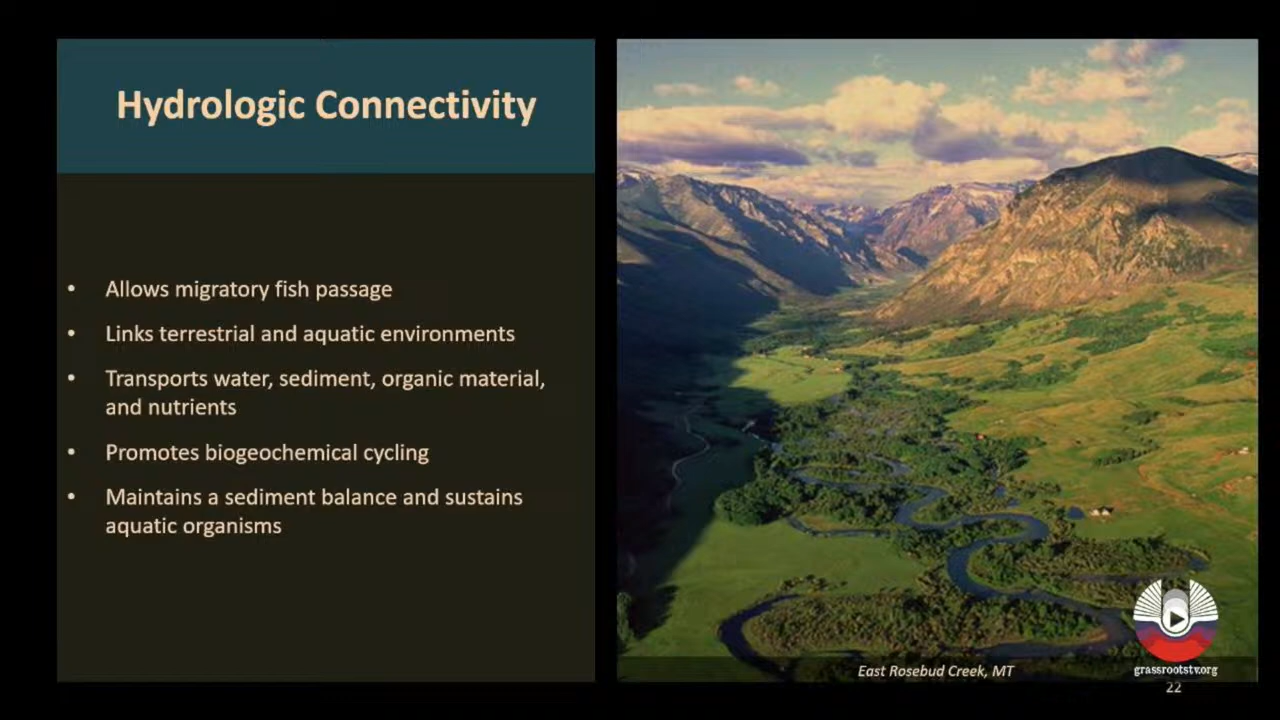 Hydrologic Connectivity
• Allows migratory fish passage
• Links terrestrial and aquatic environments
• Transports water, sediment, organic material,
and nutrients
• Promotes biogeochemical cycling
• Maintains a sediment balance and sustains
aquatic organisms
East Rosebud Creek, MT
grassrootstv.org
22